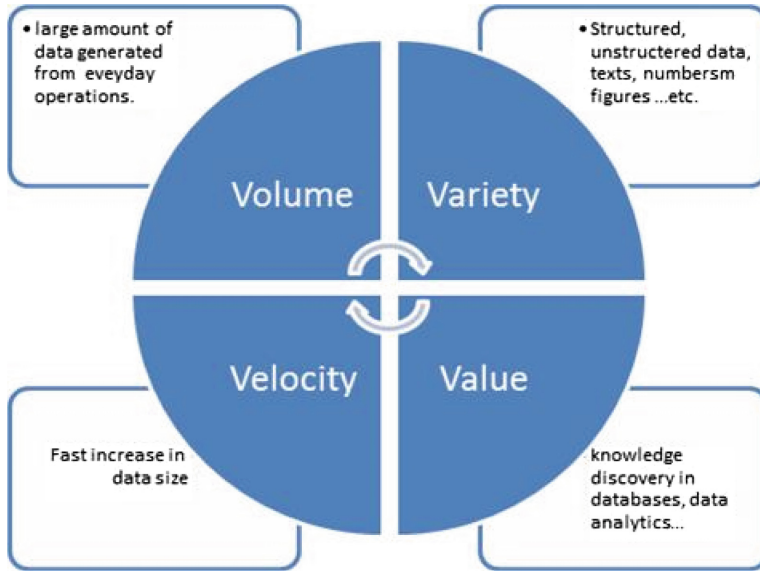 • large amount of
data generated
from eveyday
operations.
• Structured,
unstructered data,
texts, numbersm
figures ...etc.
Volume
Variety
Velocity
Value
Fast increase in
data size
knowledge
discovery in
databases, data
analytics...